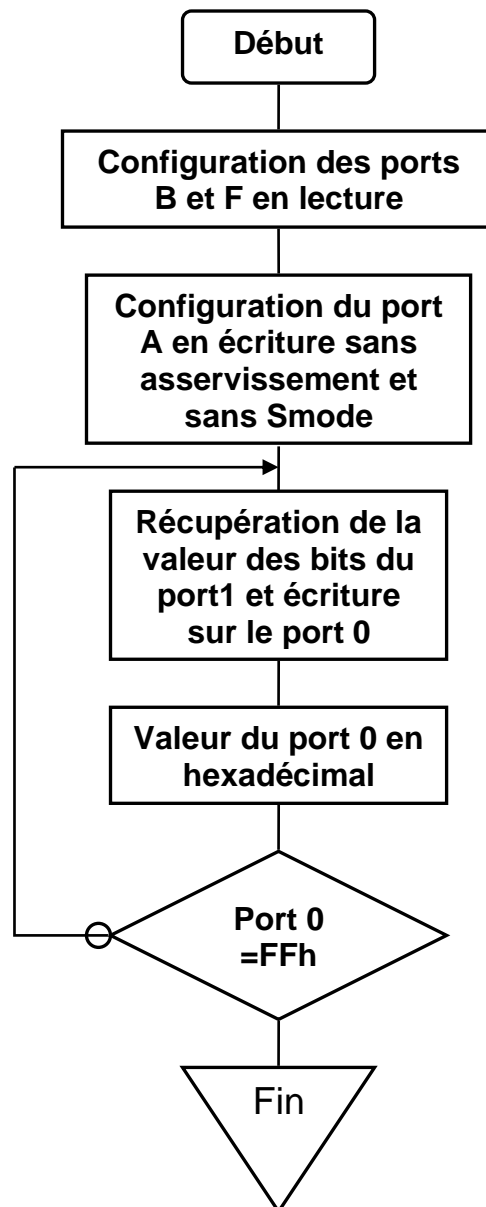 Début
Configuration des ports
B et F en lecture
Configuration du port
A en écriture sans
asservissement et
sans Smode
Récupération de la
valeur des bits du
port1 et écriture
sur le port 0
Valeur du port 0 en
hexadécimal
Port 0
=FFh
Fin